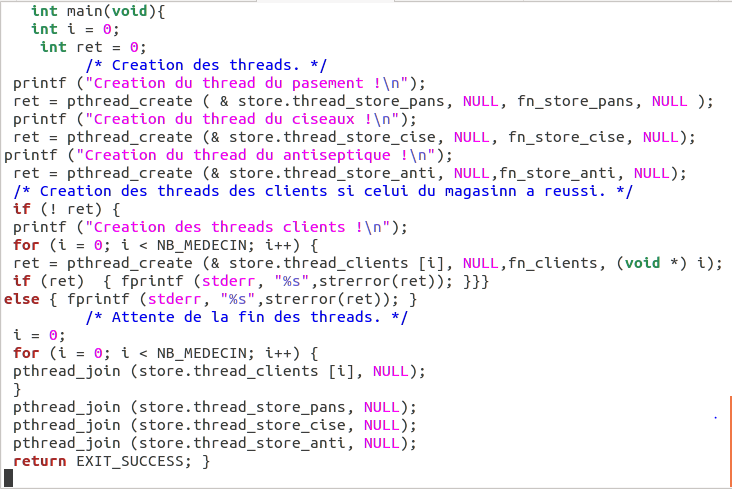 int main(void){
int i = 0;
int ret = 0;
/* Creation des threads. */
printf ("Creation du thread du pasement !\n");
ret = pthread_create ( & store.thread_store_pans, NULL, fn_store_pans, NULL );
printf ("Creation du thread du ciseaux !\n");
ret = pthread_create (& store.thread_store_cise, NULL, fn_store_cise, NULL);
printf ("Creation du thread du antiseptique !\n");
ret = pthread_create (& store.thread_store_anti, NULL,fn_store_anti, NULL);
/* Creation des threads des clients si celui du magasinn a reussi. */
if (! ret) {
printf ("Creation des threads clients !\n");
for (i = 0; i < NB_MEDECIN; i++) {
ret = pthread_create (& store.thread_clients [i], NULL,fn_clients, (void *) i);
if (ret)  { fprintf (stderr, "%s",strerror(ret)); }}}
else { fprintf (stderr, "%s",strerror(ret)); }
/* Attente de la fin des threads. */
i = 0;
for (i = 0; i < NB_MEDECIN; i++) {
pthread_join (store.thread_clients [i], NULL);
}
pthread_join (store.thread_store_pans, NULL);
pthread_join (store.thread_store_cise, NULL);
pthread_join (store.thread_store_anti, NULL);
return EXIT_SUCCESS; }